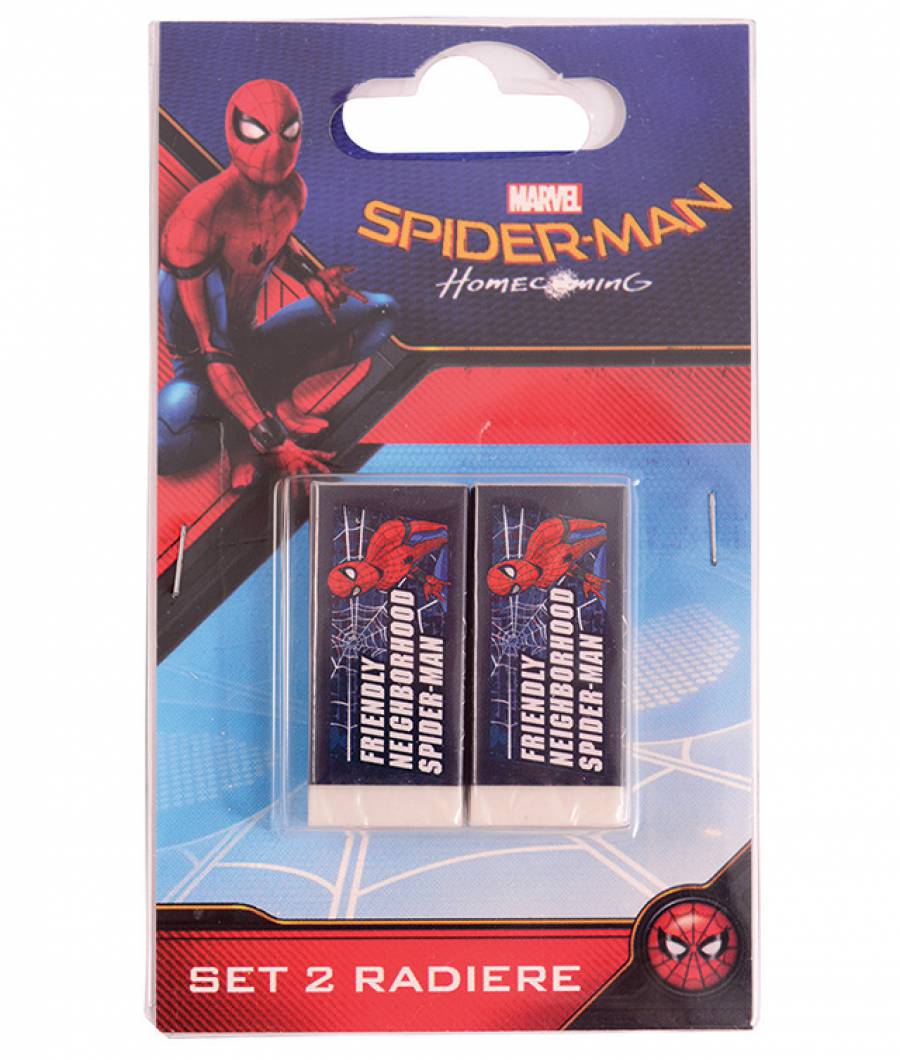 MARVEL
SPIDER-MAN
HOMECOMING
FRIENDLY
NEIGHBORHOOD
SPIDER-MAN
FRIENDLY
NEIGHBORHOOD
SPIDER-MAN
SET 2 RADIERE